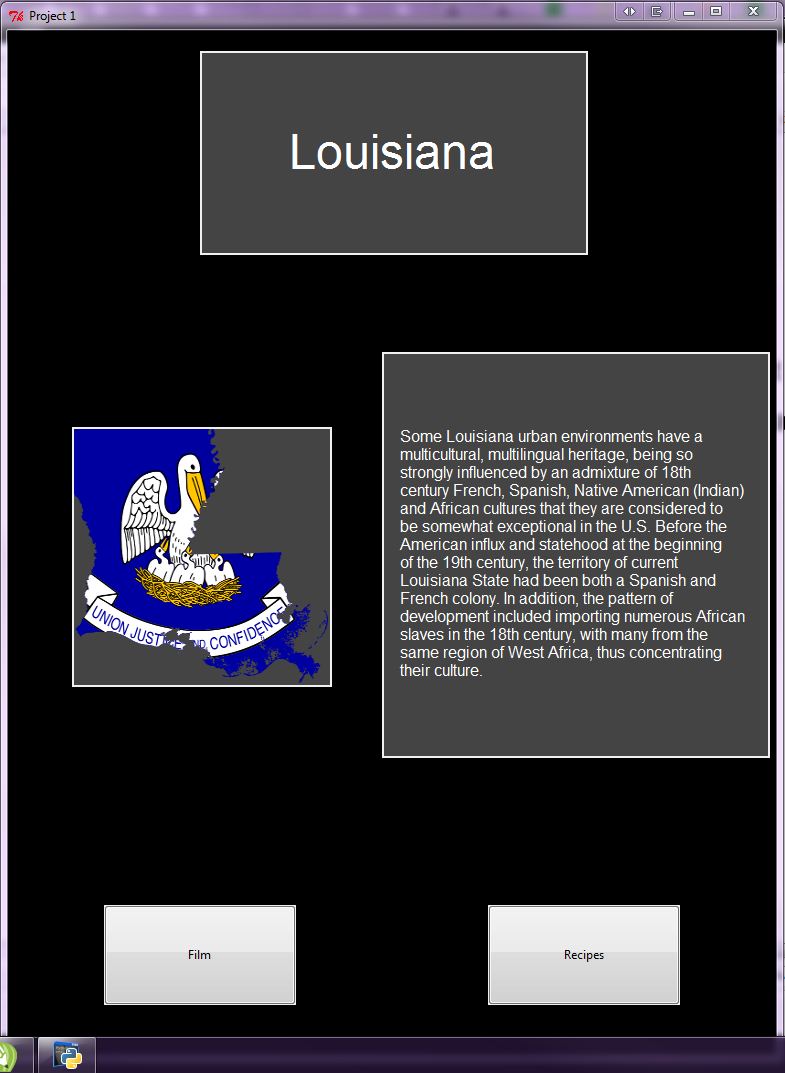 Project 1
Louisiana
Some Louisiana urban environments have a
multicultural, multilingual heritage, being so
strongly influenced by an admixture of 18th
century French, Spanish, Native American (Indian)
and African cultures that they are considered to
be somewhat exceptional in the U.S. Before the
American influx and statehood at the beginning
of the 19th century, the territory of current
Louisiana State had been both a Spanish and
French colony. In addition, the pattern of
development included importing numerous African
slaves in the 18th century, with many from the
same region of West Africa, thus concentrating
their culture.
UNION CONFIDENCE
Film
Recipes